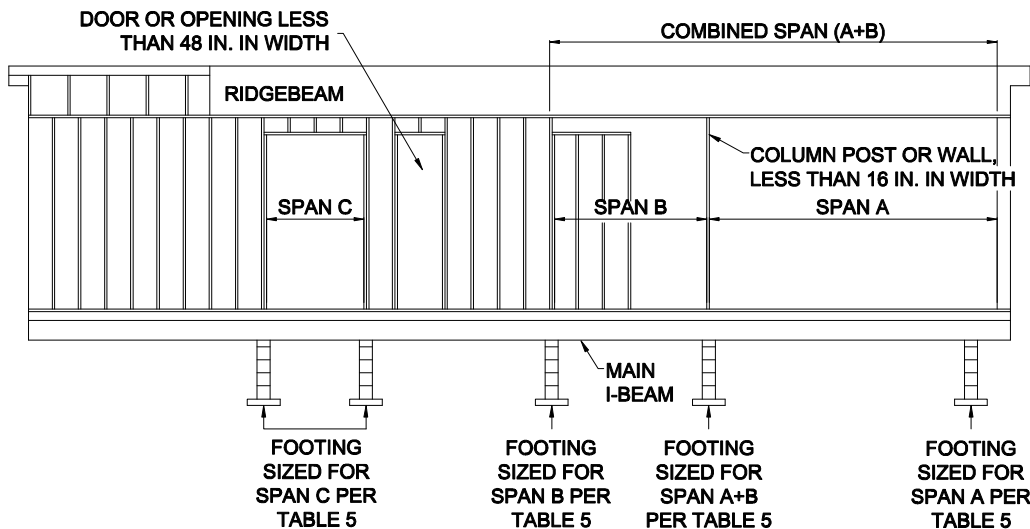 DOOR OR OPENING LESS
THAN 48 IN. IN WIDTH
COMBINED SPAN (A+B)
RIDGEBEAM
COLUMN POST OR WALL,
LESS THAN 16 IN. IN WIDTH
SPAN C
SPAN B
SPAN A
MAIN
I-BEAM
FOOTING
SIZED FOR
SPAN C PER
TABLE 5
FOOTING
SIZED FOR
SPAN B PER
TABLE 5
FOOTING
SIZED FOR
SPAN A+B
PER TABLE 5
FOOTING
SIZED FOR
SPAN A PER
TABLE 5